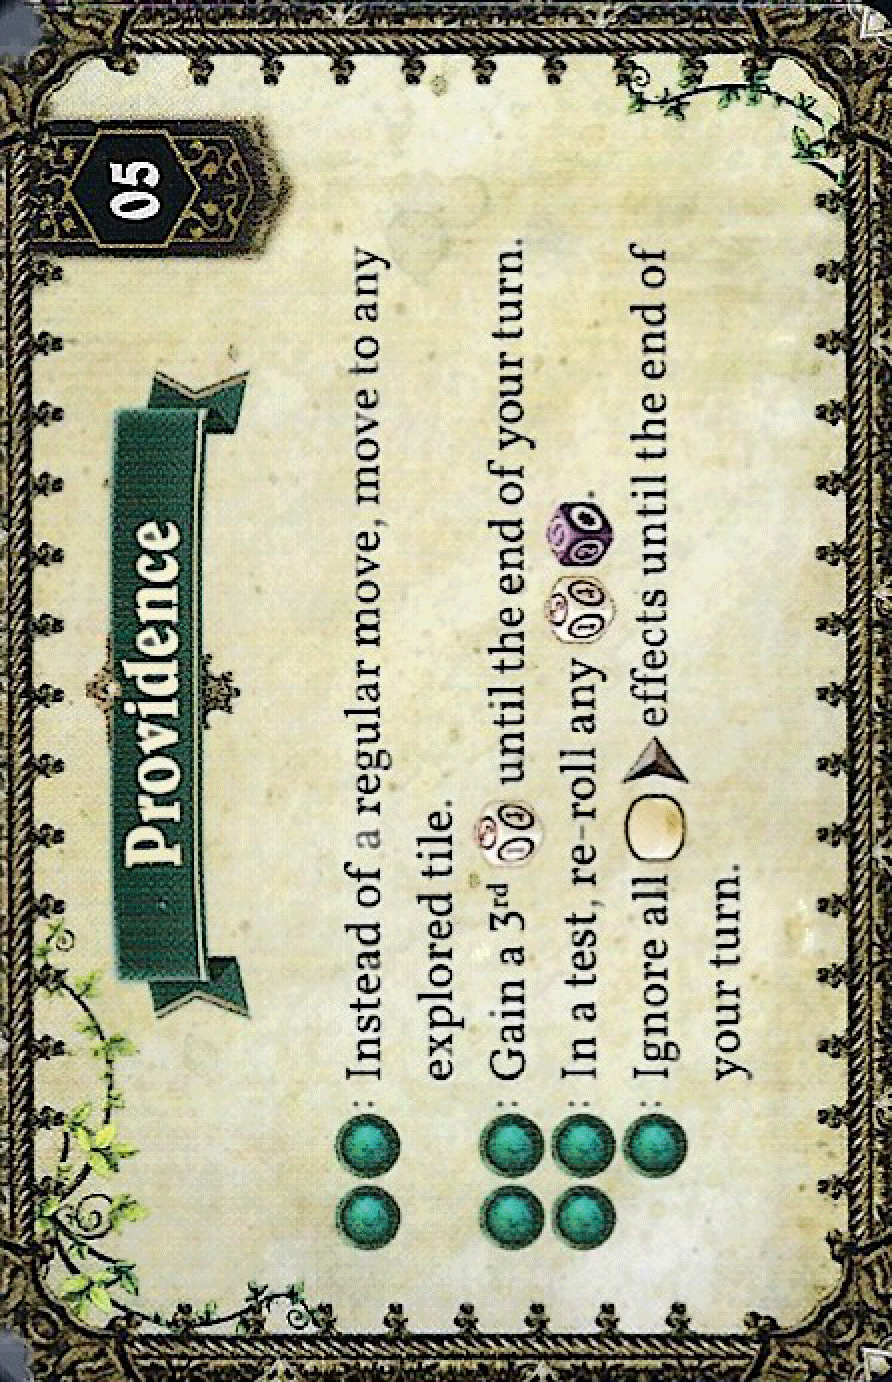 05
Providence
: Instead of a regular move, move to any
explored tile.
: Gain a 3rd until the end of your turn.
: In a test, re-roll any .
: Ignore all effects until the end of
your turn.